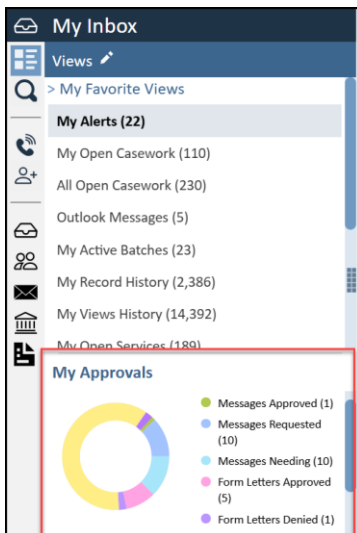 My Inbox
Views
> My Favorite Views
My Alerts (22)
My Open Casework (110)
All Open Casework (230)
Outlook Messages (5)
My Active Batches (23)
My Record History (2,386)
My Views History (14,392)
My Open Services (189)
My Approvals
Messages Approved (1)
Messages Requested
(10)
Messages Needing (10)
Form Letters Approved
(5)
Form Letters Denied (1)